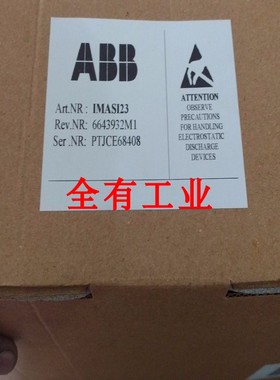 ABB
Art.NR : IMASI23
Rev.NR: 6643932M1
Ser .NR: PTJCE68408
ATTENTION
OBSERVE
PRECAUTIONS
FOR HANDLING
ELECTROSTATIC
DISCHARGE
DEVICES
全有工业